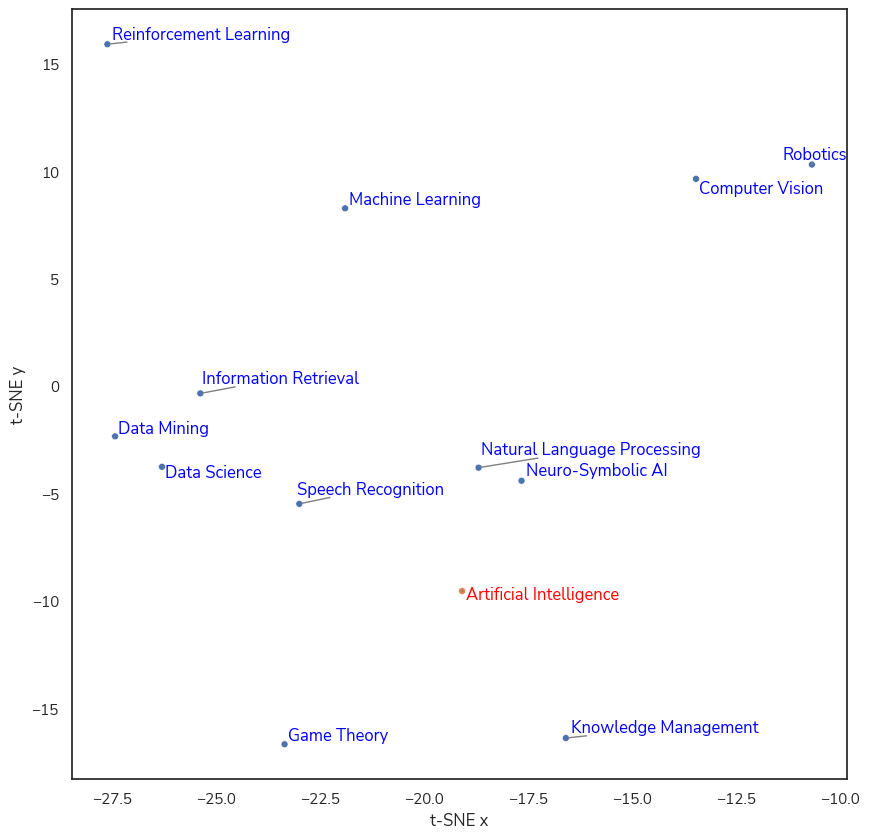 Reinforcement Learning
15
Robotics
10
Computer Vision
Machine Learning
5
Information Retrieval
0
t-SNE y
Data Mining
Natural Language Processing
Data Science
Neuro-Symbolic AI
Speech Recognition
−5
Artificial Intelligence
−10
−15
Knowledge Management
Game Theory
−27.5 −25.0 −22.5 −20.0 −17.5 −15.0 −12.5 −10.0
t-SNE x